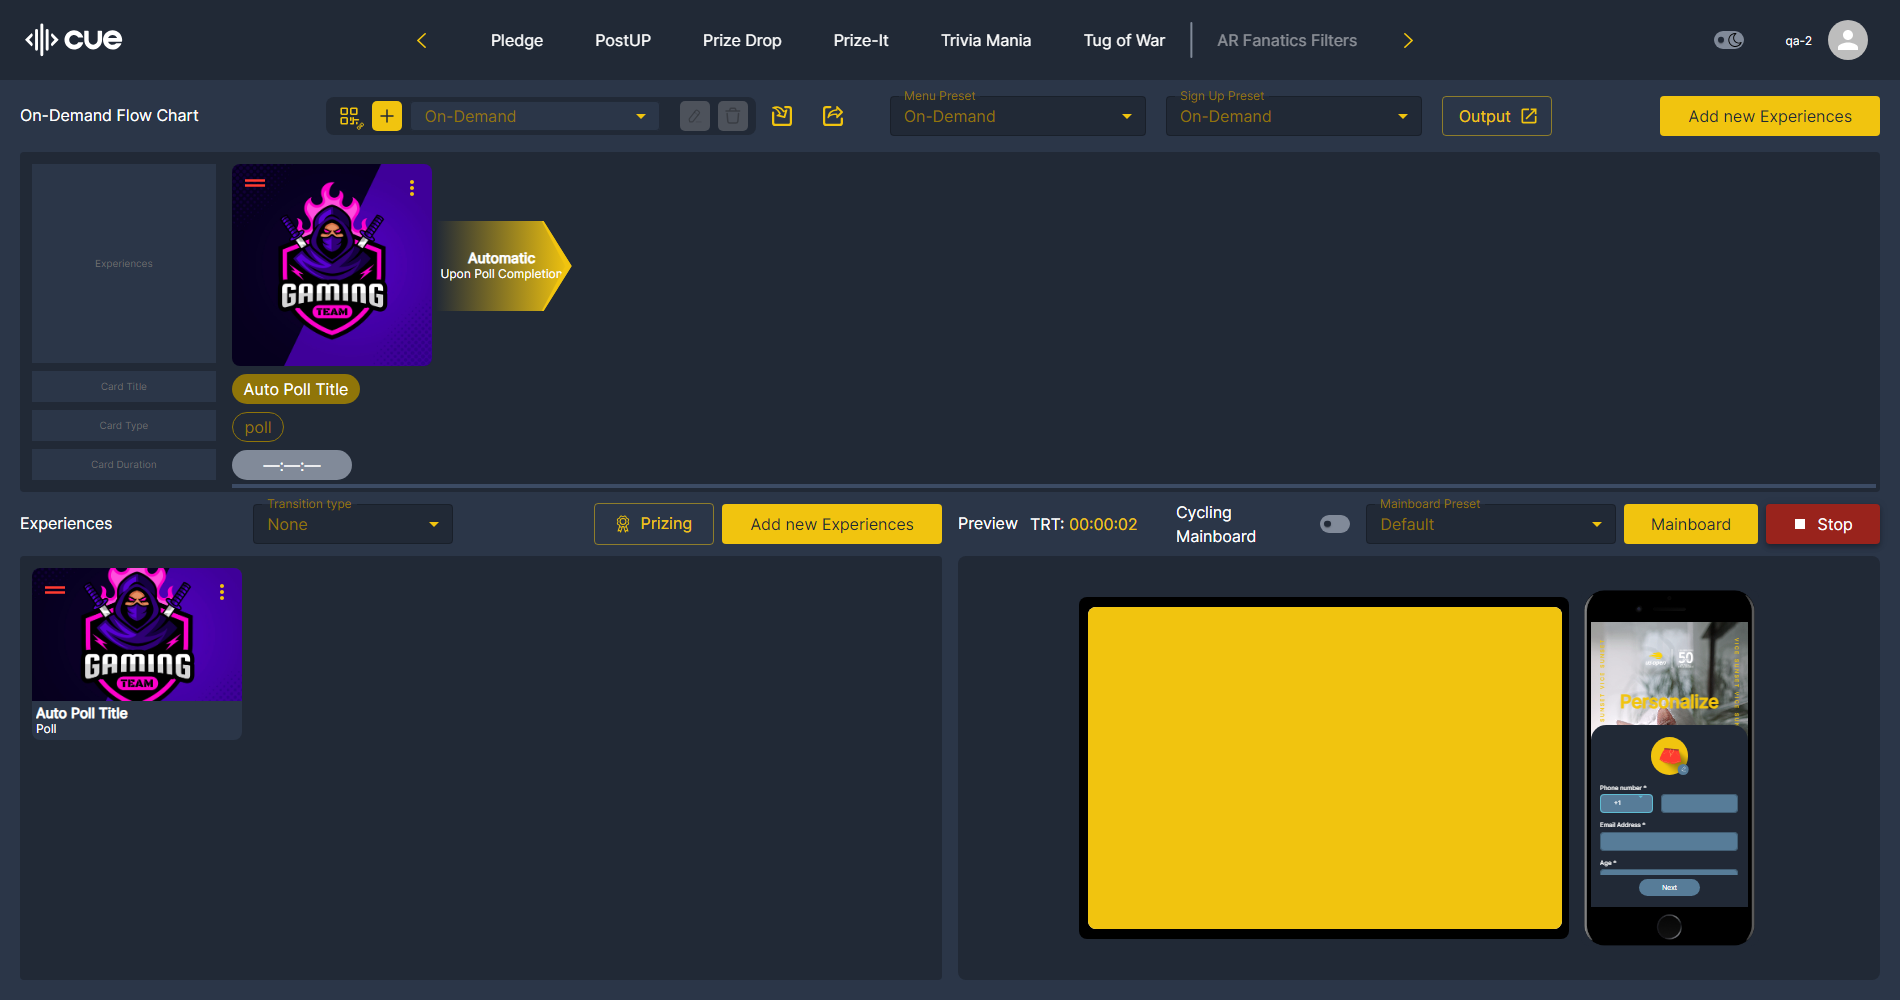 cue
Pledge
PostUP
Prize Drop
Prize-It
Trivia Mania
Tug of War
AR Fanatics Filters
qa-2
On-Demand Flow Chart
On-Demand
Menu Preset
On-Demand
Sign Up Preset
On-Demand
Output
Add new Experiences
Experiences
GAMING
TEAM
Automatic
Upon Poll Completion
Card Title
Auto Poll Title
Card Type
poll
Card Duration
—:—:—
Experiences
Transition type
None
Prizing
Add new Experiences
Preview
TRT: 00:00:02
Cycling
Mainboard
Mainboard Preset
Default
Mainboard
Stop
GAMING
TEAM
Auto Poll Title
Poll
50
Personalize
Phone number *
+1
Email Address *
Age *
Next